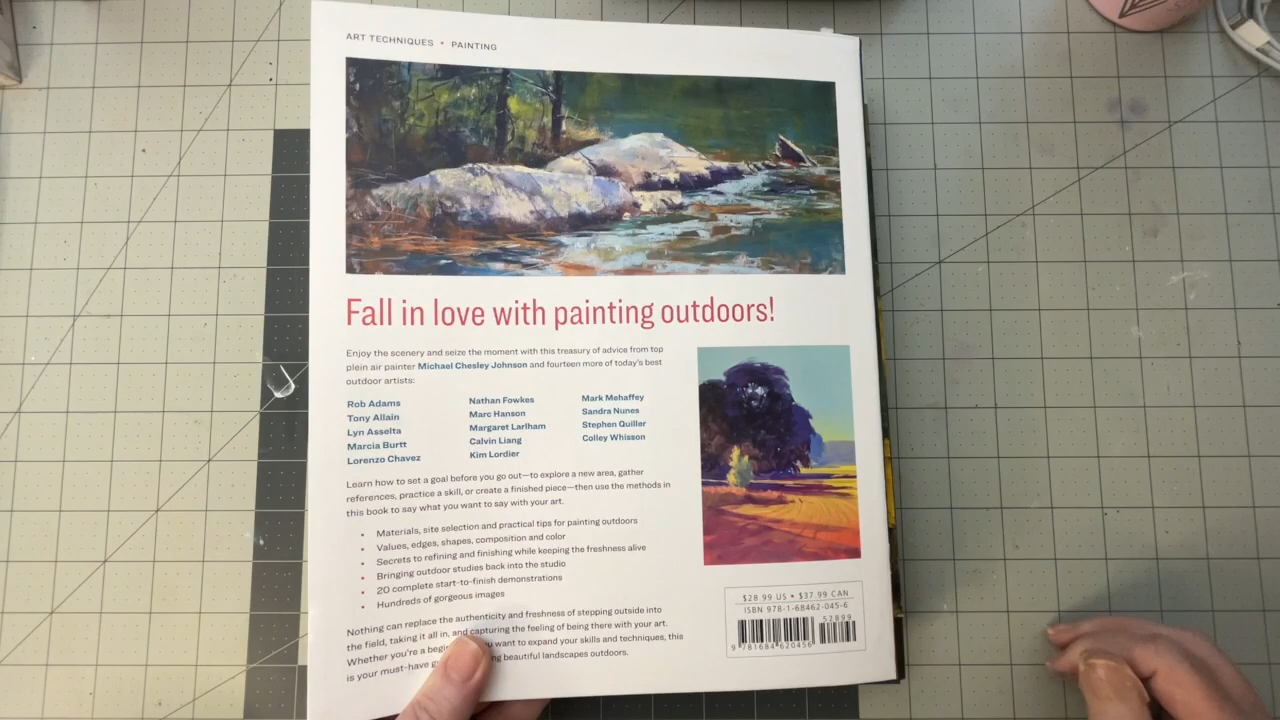 ART TECHNIQUES • PAINTING
Fall in love with painting outdoors!
Enjoy the scenery and seize the moment with this treasury of advice from top
plein air painter Michael Chesley Johnson and fourteen more of today's best
outdoor artists:
Rob Adams
Tony Allain
Lyn Asselta
Marcia Burtt
Lorenzo Chavez
Nathan Fowkes
Marc Hanson
Margaret Larlham
Calvin Liang
Kim Lordier
Mark Mehaffey
Sandra Nunes
Stephen Quiller
Colley Whisson
Learn how to set a goal before you go out—to explore a new area, gather
references, practice a skill, or create a finished piece—then use the methods in
this book to say what you want to say with your art.
• Materials, site selection and practical tips for painting outdoors
• Values, edges, shapes, composition and color
• Secrets to refining and finishing while keeping the freshness alive
• Bringing outdoor studies back into the studio
• 20 complete start-to-finish demonstrations
• Hundreds of gorgeous images
Nothing can replace the authenticity and freshness of stepping outside into
the field, taking it all in, and capturing the feeling of being there with your art.
Whether you're a want to expand your skills and techniques, this
is your must-have beautiful landscapes outdoors.
$28.99 US • $37.99 CAN
ISBN 978-1-68462-045-6
52899
9 781684 620456